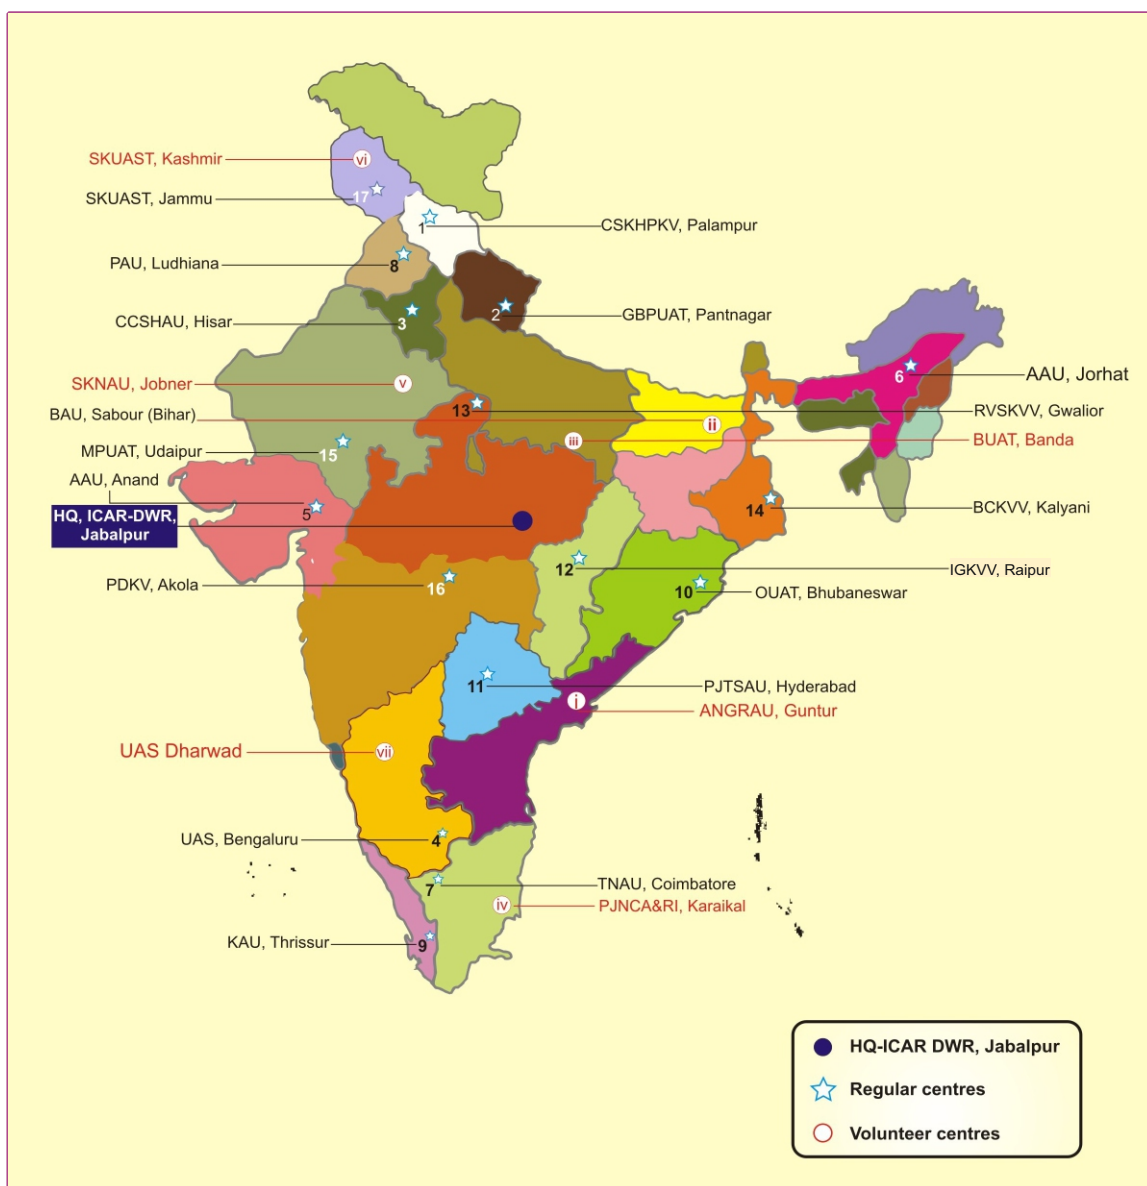 vi
SKUAST, Kashmir
17
SKUAST, Jammu
1
CSKHPKV, Palampur
8
PAU, Ludhiana
2
GBPUAT, Pantnagar
3
CCSHAU, Hisar
6
AAU, Jorhat
v
SKNAU, Jobner
13
RVSKVV, Gwalior
BAU, Sabour (Bihar)
ii
iii
BUAT, Banda
MPUAT, Udaipur
15
AAU, Anand
5
14
BCKVV, Kalyani
HQ, ICAR-DWR,
Jabalpur
12
IGKVV, Raipur
PDKV, Akola
16
10
OUAT, Bhubaneswar
11
PJTSAU, Hyderabad
i
ANGRAU, Guntur
UAS Dharwad
vii
UAS, Bengaluru
4
7
TNAU, Coimbatore
iv
PJNCA&RI, Karaikal
KAU, Thrissur
9
HQ-ICAR DWR, Jabalpur
Regular centres
Volunteer centres